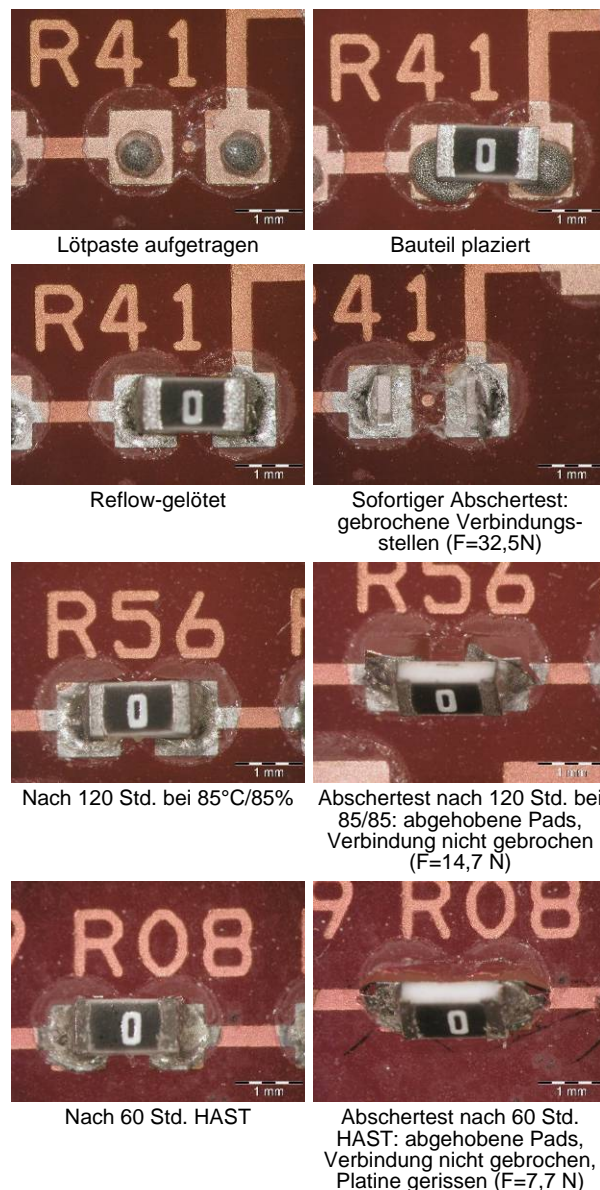 R41
1 mm
R41
0
1 mm
Lötpaste aufgetragen
Bauteil plaziert
R41
0
1 mm
41
1 mm
Reflow-gelötet
Sofortiger Abschertest:
gebrochene Verbindungs-
stellen (F=32,5N)
R56
0
1 mm
R56
0
1 mm
Nach 120 Std. bei 85°C/85%
Abschertest nach 120 Std. bei
85/85: abgehobene Pads,
Verbindung nicht gebrochen
(F=14,7 N)
9 R08
0
1 mm
9 R08
0
1 mm
Nach 60 Std. HAST
Abschertest nach 60 Std.
HAST: abgehobene Pads,
Verbindung nicht gebrochen,
Platine gerissen (F=7,7 N)